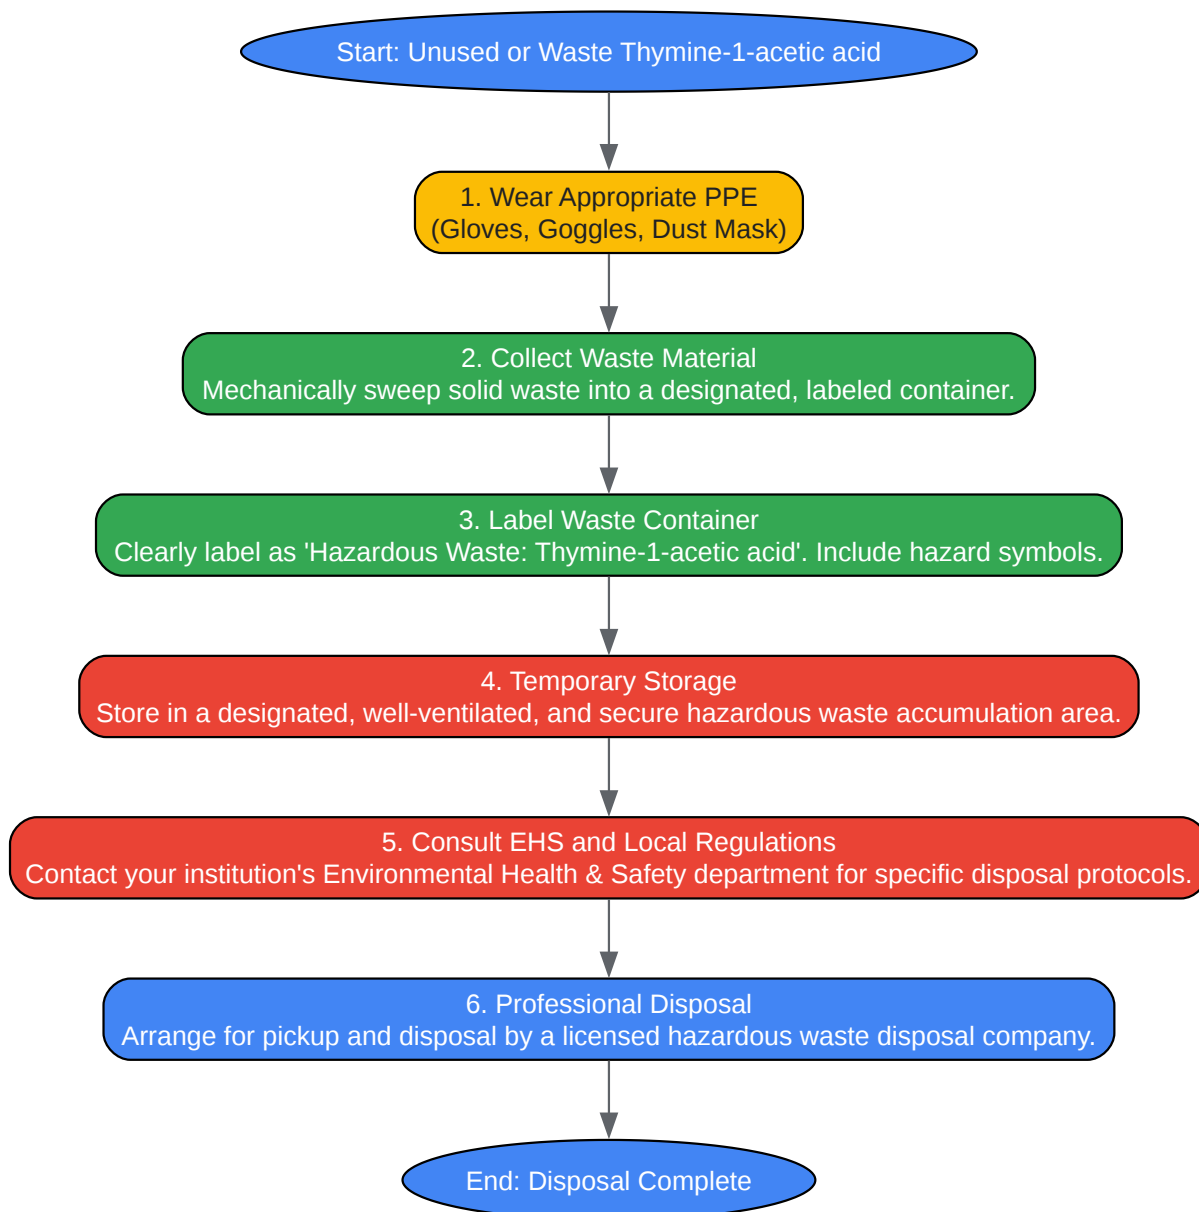 Start: Unused or Waste Thymine-1-acetic acid
1. Wear Appropriate PPE
(Gloves, Goggles, Dust Mask)
2. Collect Waste Material
Mechanically sweep solid waste into a designated, labeled container.
3. Label Waste Container
Clearly label as 'Hazardous Waste: Thymine-1-acetic acid'. Include hazard symbols.
4. Temporary Storage
Store in a designated, well-ventilated, and secure hazardous waste accumulation area.
5. Consult EHS and Local Regulations
Contact your institution's Environmental Health & Safety department for specific disposal protocols.
6. Professional Disposal
Arrange for pickup and disposal by a licensed hazardous waste disposal company.
End: Disposal Complete